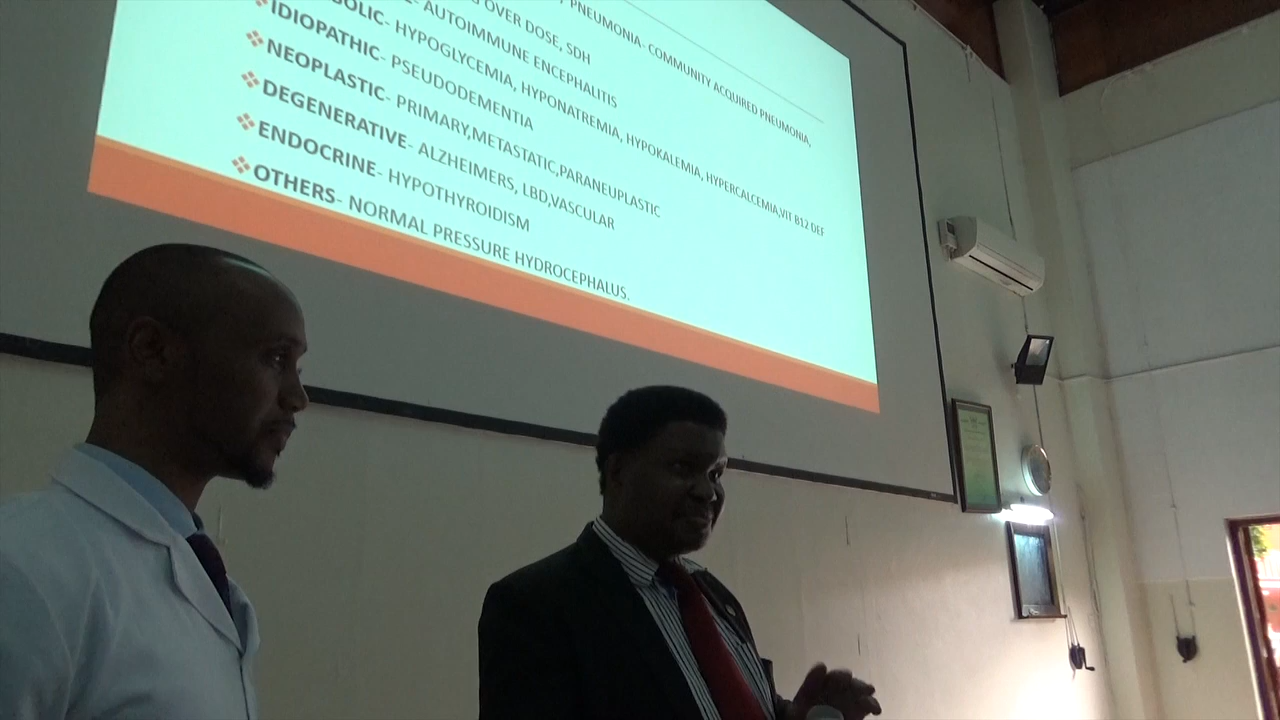 PNEUMONIA- COMMUNITY ACQUIRED PNEUMONIA,
OVER DOSE, SDH
AUTOIMMUNE ENCEPHALITIS
HYPOGLYCEMIA, HYPONATREMIA, HYPOKALEMIA, HYPERCALCEMIA,VIT B12 DEF
IDIOPATHIC- PSEUDODEMENTIA
NEOPLASTIC- PRIMARY,METASTATIC,PARANEUPLASTIC
DEGENERATIVE- ALZHEIMERS, LBD,VASCULAR
ENDOCRINE- HYPOTHYROIDISM
OTHERS- NORMAL PRESSURE HYDROCEPHALUS.